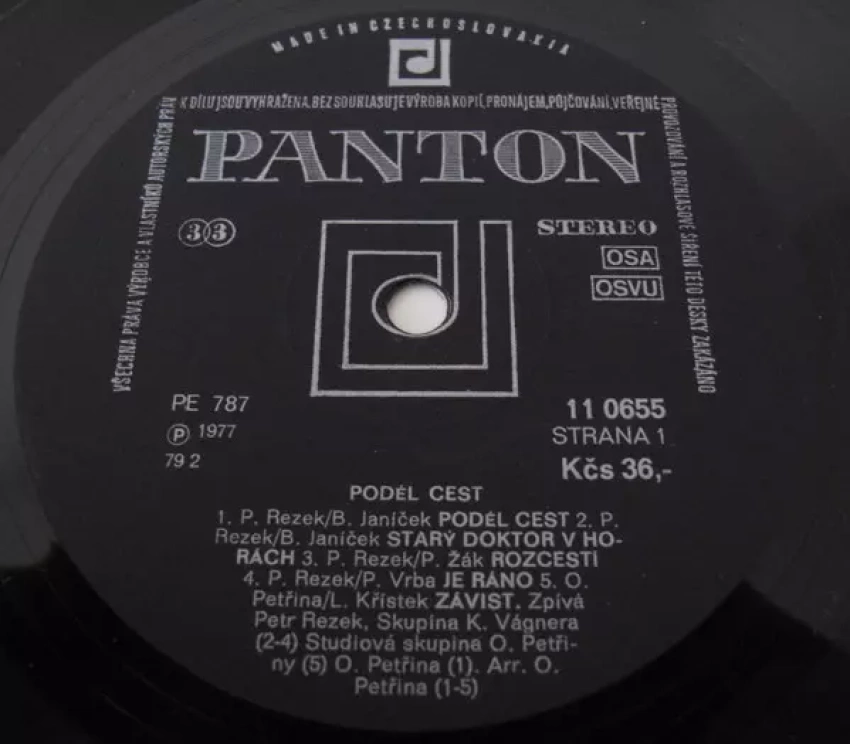 MADE IN CZECHOSLOVAKIA
VŠECHNA PRÁVA VÝROBCE A VLASTNÍKŮ AUTORSKÝCH PRÁV
K DÍLU JSOU VYHRAŽENA. BEZ SOUHLASU JE VÝROBA KOPIÍ, PRONÁJEM, PŮJČOVÁNÍ, VEŘEJNÉ
PROVOZOVÁNÍ A ROZHLASOVÉ ŠÍŘENÍ TÉTO DESKY ZAKÁZÁNO
PANTON
33
STEREO
OSA
OSVU
PE 787
℗ 1977
79 2
11 0655
STRANA 1
Kčs 36,-
PODÉL CEST
1. P. Rezek/B. Janíček PODÉL CEST 2. P.
Rezek/B. Janíček STARÝ DOKTOR V HO-
RÁCH 3. P. Rezek/P. Žák ROZCESTÍ
4. P. Rezek/P. Vrba JE RÁNO 5. O.
Petřina/L. Křístek ZÁVIST. Zpívá
Petr Rezek, Skupina K. Vágnera
(2-4) Studiová skupina O. Petři-
ny (5) O. Petřina (1). Arr. O.
Petřina (1-5)